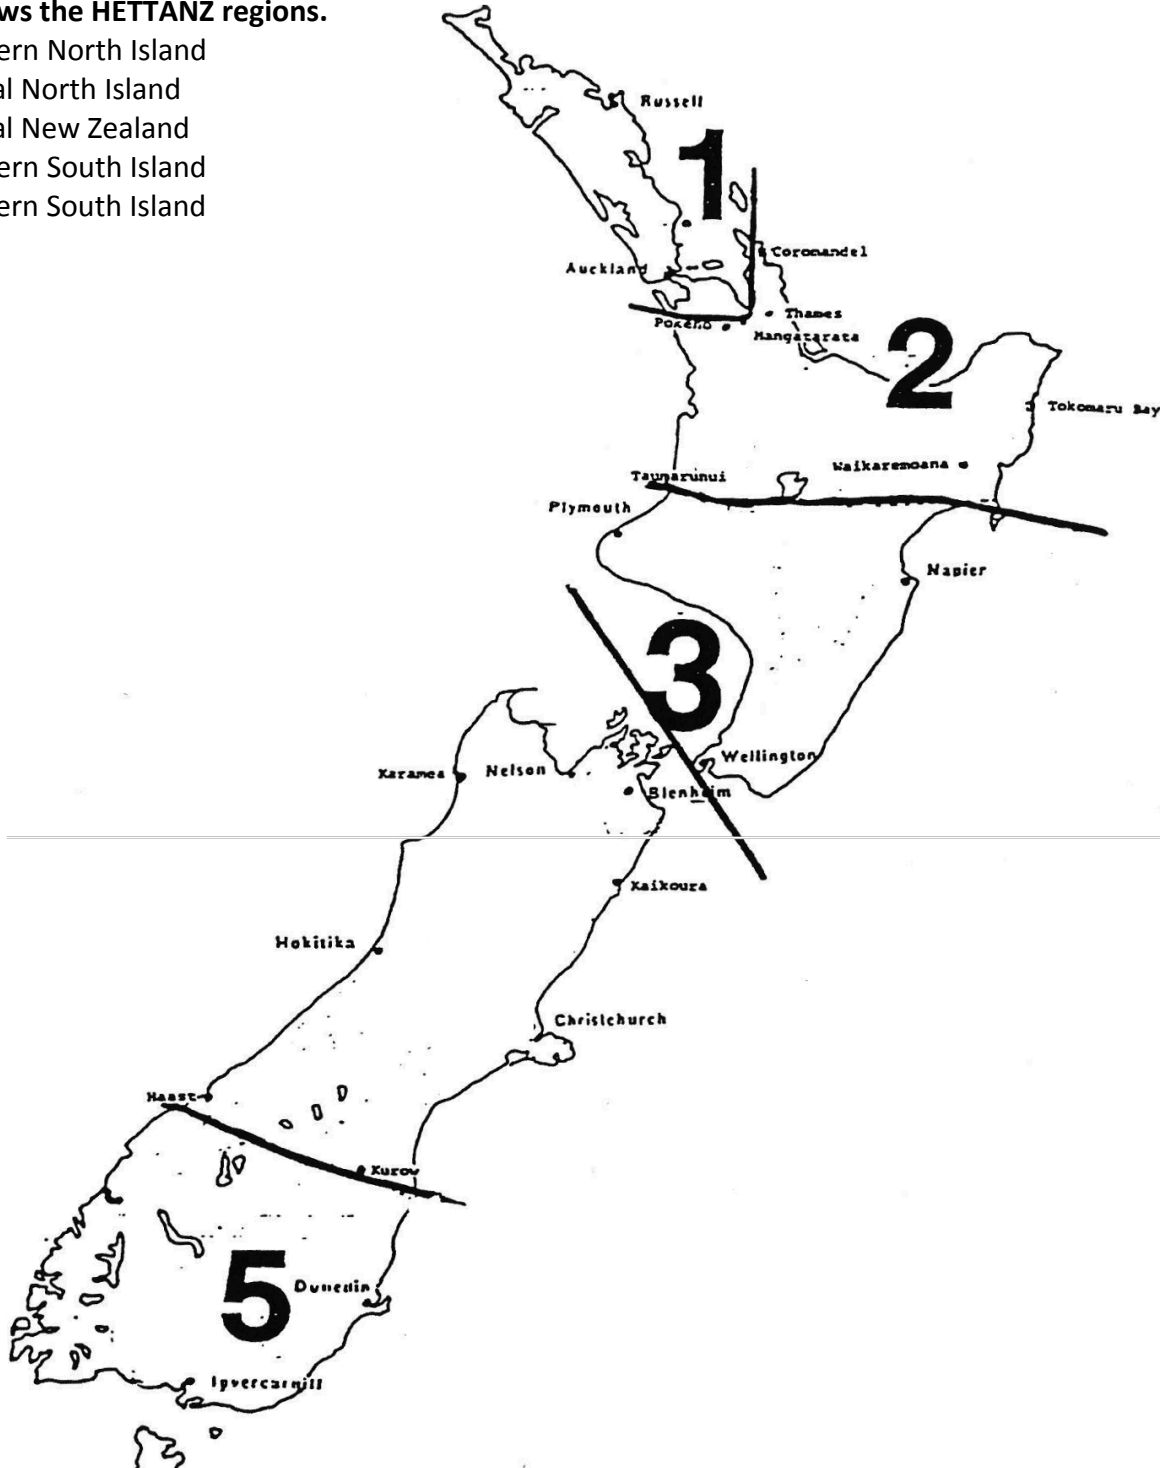 ws the HETTANZ regions.
ern North Island
al North Island
al New Zealand
ern South Island
ern South Island
Russell
1
Coromandel
Auckland
Thames
Pokeno
Mangatarata
2
Tokomaru Bay
Waikaremoana
Taumarunui
Plymouth
Napier
3
Wellington
Karamea
Nelson
Blenheim
Kaikoura
Hokitika
Christchurch
Haast
Kurow
5
Dunedin